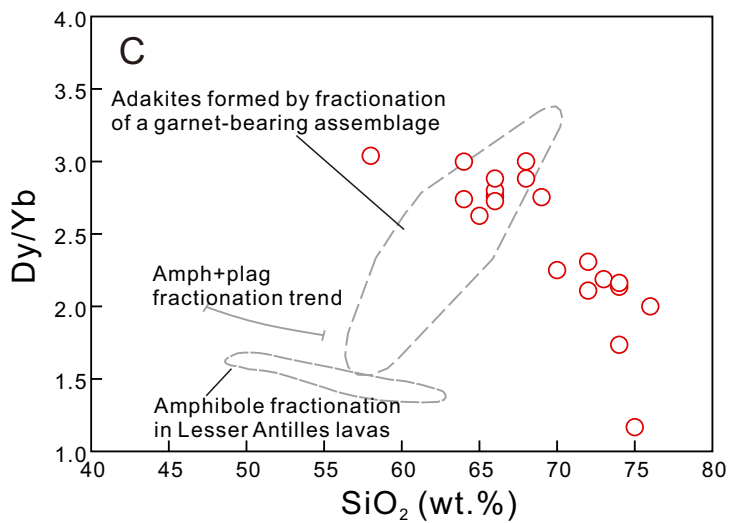 4.0
C
3.5
Adakites formed by fractionation
of a garnet-bearing assemblage
3.0
Dy/Yb
2.5
Amph+plag
fractionation trend
2.0
1.5
Amphibole fractionation
in Lesser Antilles lavas
1.0
40 45 50 55 60 65 70 75 80
SiO₂ (wt.%)